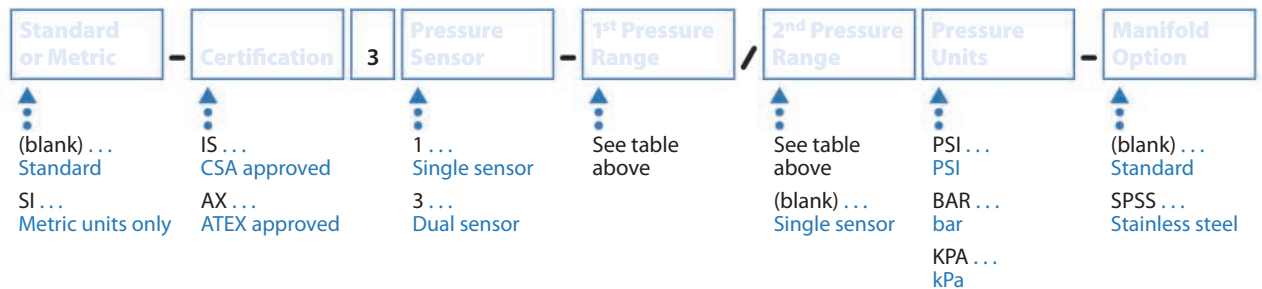 Standard or Metric – Certification 3 Pressure Sensor – 1st Pressure Range / 2nd Pressure Range Pressure Units – Manifold Option
(blank) . . .
Standard
SI . . .
Metric units only
IS . . .
CSA approved
AX . . .
ATEX approved
1 . . .
Single sensor
3 . . .
Dual sensor
See table
above
See table
above
(blank) . . .
Single sensor
PSI . . .
PSI
BAR . . .
bar
KPA . . .
kPa
(blank) . . .
Standard
SPSS . . .
Stainless steel